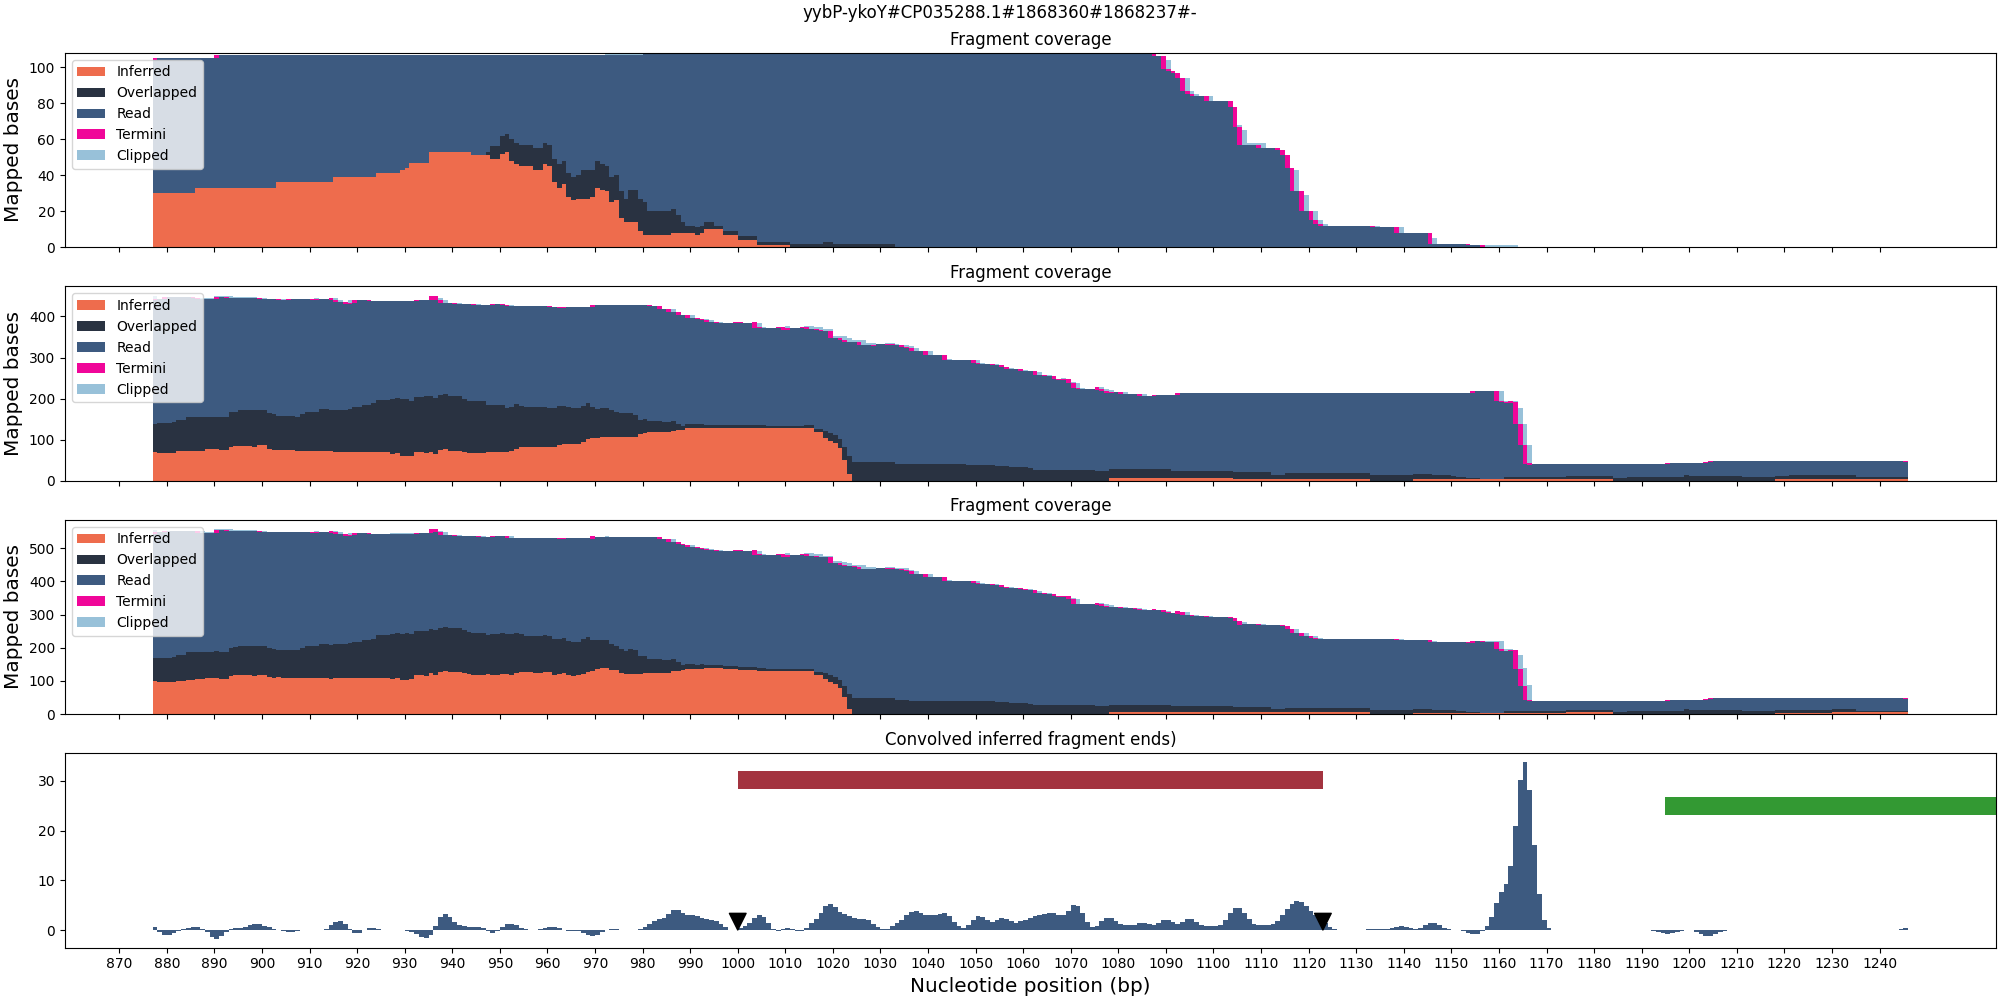 yybP-ykoY#CP035288.1#1868360#1868237#-
Fragment coverage
Mapped bases
100
80
60
40
20
0
Inferred
Overlapped
Read
Termini
Clipped
Fragment coverage
Mapped bases
400
300
200
100
0
Inferred
Overlapped
Read
Termini
Clipped
Fragment coverage
Mapped bases
500
400
300
200
100
0
Inferred
Overlapped
Read
Termini
Clipped
Convolved inferred fragment ends)
30
20
10
0
870 880 890 900 910 920 930 940 950 960 970 980 990 1000 1010 1020 1030 1040 1050 1060 1070 1080 1090 1100 1110 1120 1130 1140 1150 1160 1170 1180 1190 1200 1210 1220 1230 1240
Nucleotide position (bp)